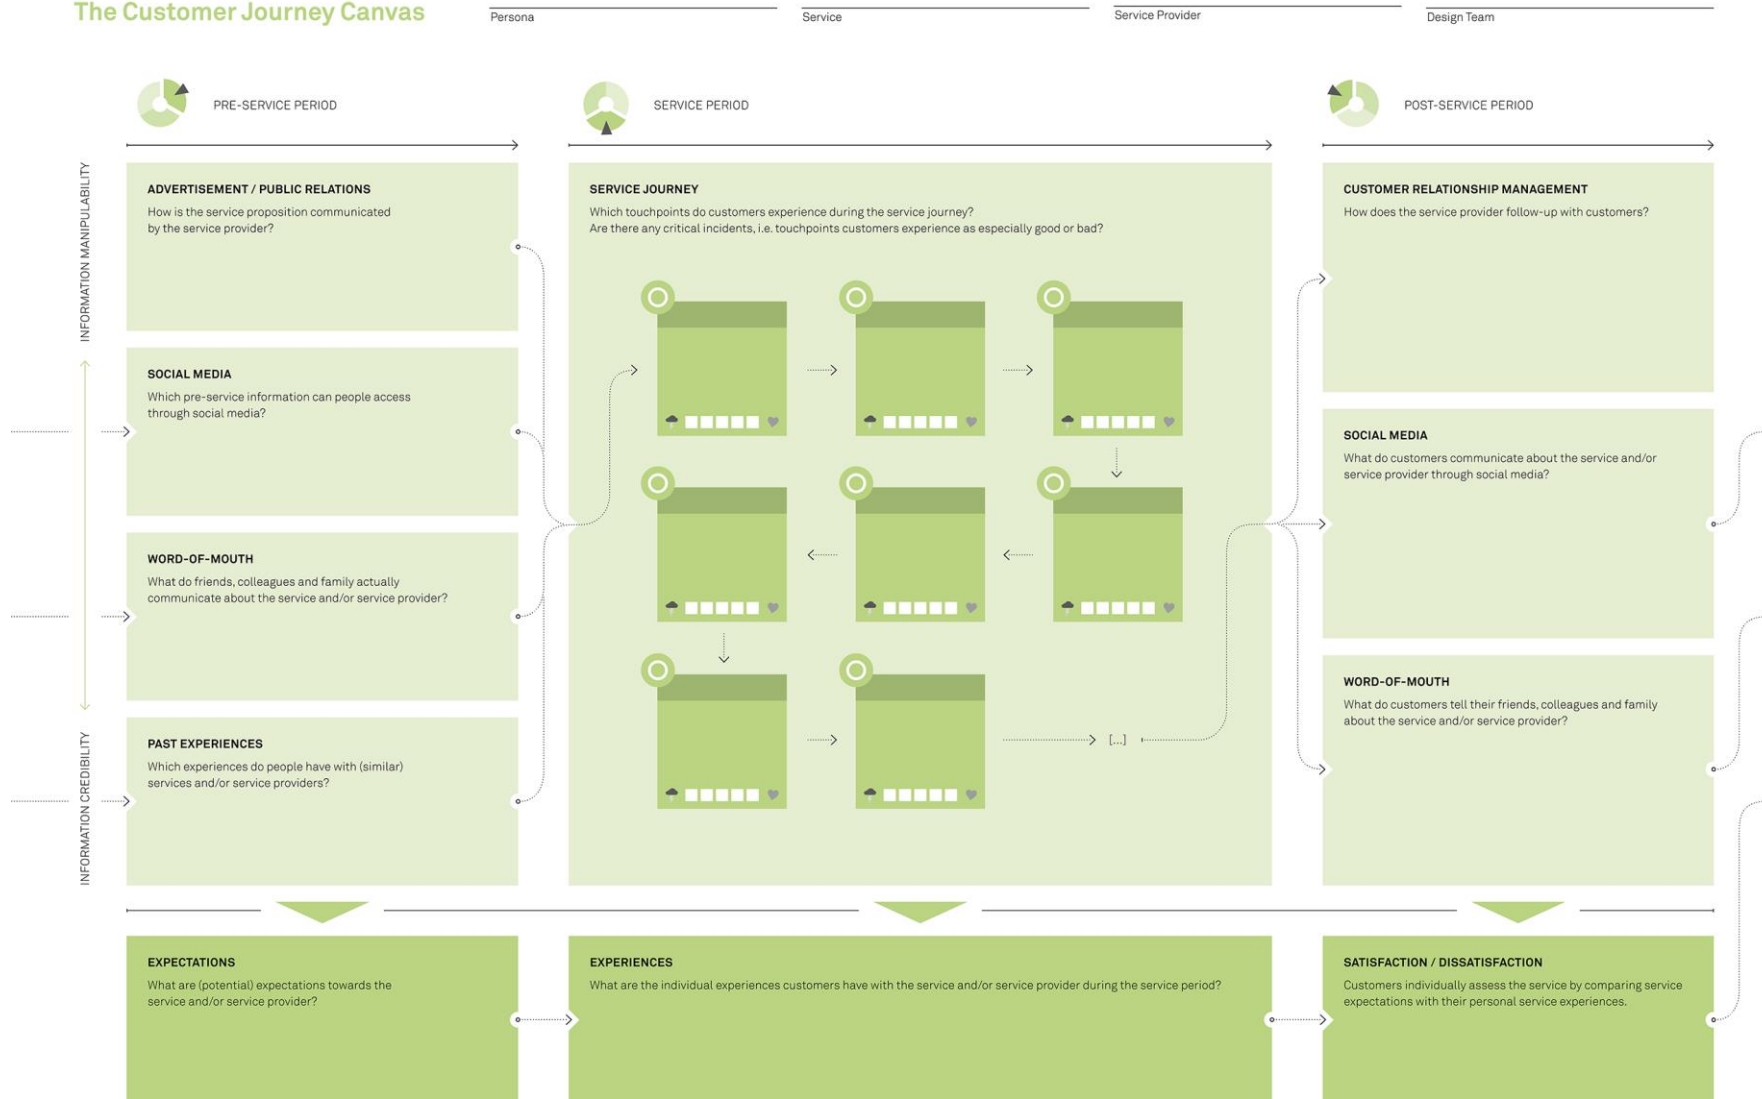 The Customer Journey Canvas
Persona
Service
Service Provider
Design Team
PRE-SERVICE PERIOD
SERVICE PERIOD
POST-SERVICE PERIOD
INFORMATION MANIPULABILITY
INFORMATION CREDIBILITY
ADVERTISEMENT / PUBLIC RELATIONS
How is the service proposition communicated
by the service provider?
SOCIAL MEDIA
Which pre-service information can people access
through social media?
WORD-OF-MOUTH
What do friends, colleagues and family actually
communicate about the service and/or service provider?
PAST EXPERIENCES
Which experiences do people have with (similar)
services and/or service providers?
SERVICE JOURNEY
Which touchpoints do customers experience during the service journey?
Are there any critical incidents, i.e. touchpoints customers experience as especially good or bad?
[...]
CUSTOMER RELATIONSHIP MANAGEMENT
How does the service provider follow-up with customers?
SOCIAL MEDIA
What do customers communicate about the service and/or
service provider through social media?
WORD-OF-MOUTH
What do customers tell their friends, colleagues and family
about the service and/or service provider?
EXPECTATIONS
What are (potential) expectations towards the
service and/or service provider?
EXPERIENCES
What are the individual experiences customers have with the service and/or service provider during the service period?
SATISFACTION / DISSATISFACTION
Customers individually assess the service by comparing service
expectations with their personal service experiences.